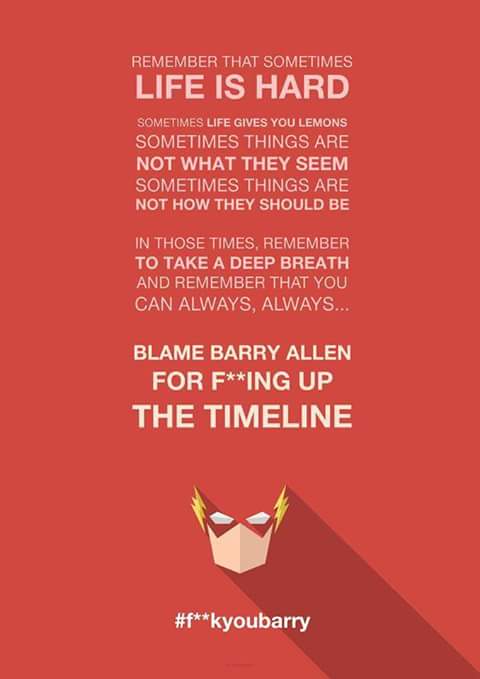 REMEMBER THAT SOMETIMES
LIFE IS HARD
SOMETIMES LIFE GIVES YOU LEMONS
SOMETIMES THINGS ARE
NOT WHAT THEY SEEM
SOMETIMES THINGS ARE
NOT HOW THEY SHOULD BE
IN THOSE TIMES, REMEMBER
TO TAKE A DEEP BREATH
AND REMEMBER THAT YOU
CAN ALWAYS, ALWAYS...
BLAME BARRY ALLEN
FOR F**ING UP
THE TIMELINE
#f**kyoubarry